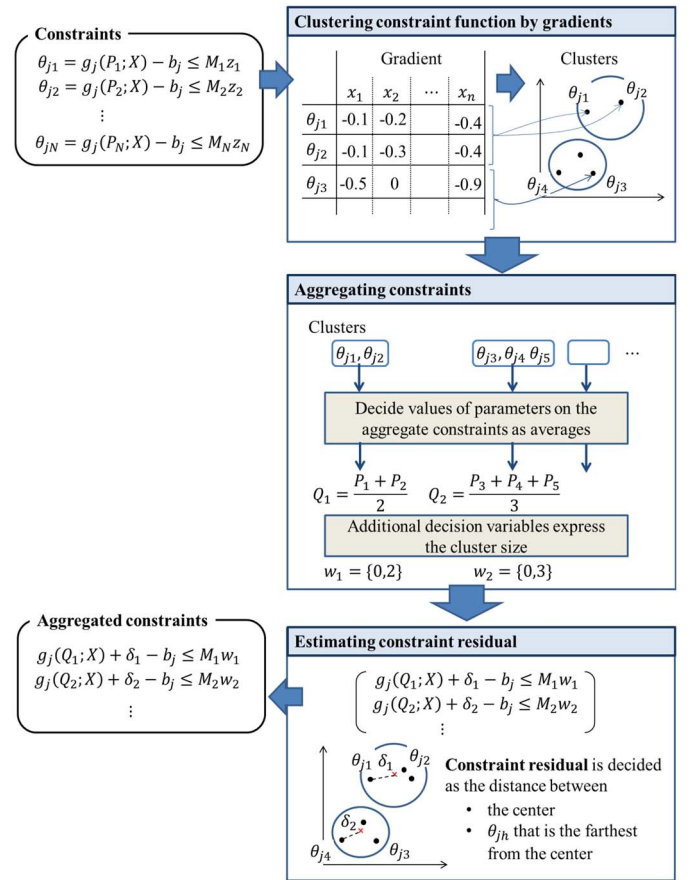 Constraints
θj1 = gj(P1; X) − bj ≤ M1z1
θj2 = gj(P2; X) − bj ≤ M2z2
⋮
θjN = gj(PN; X) − bj ≤ MNzN
Clustering constraint function by gradients
Gradient
x1 x2 ⋯ xn
θj1 -0.1 -0.2 -0.4
θj2 -0.1 -0.3 -0.4
θj3 -0.5 0 -0.9
Clusters
θj1 θj2
θj4 θj3
Aggregating constraints
Clusters
θj1, θj2 θj3, θj4 θj5 ⋯
Decide values of parameters on the
aggregate constraints as averages
Q1 = (P1 + P2)/2 Q2 = (P3 + P4 + P5)/3
Additional decision variables express
the cluster size
w1 = {0,2} w2 = {0,3}
Estimating constraint residual
gj(Q1; X) + δ1 − bj ≤ M1w1
gj(Q2; X) + δ2 − bj ≤ M2w2
⋮
θj1 δ1 θj2
δ2
θj4 θj3
Constraint residual is decided
as the distance between
• the center
• θjh that is the farthest
from the center
Aggregated constraints
gj(Q1; X) + δ1 − bj ≤ M1w1
gj(Q2; X) + δ2 − bj ≤ M2w2
⋮